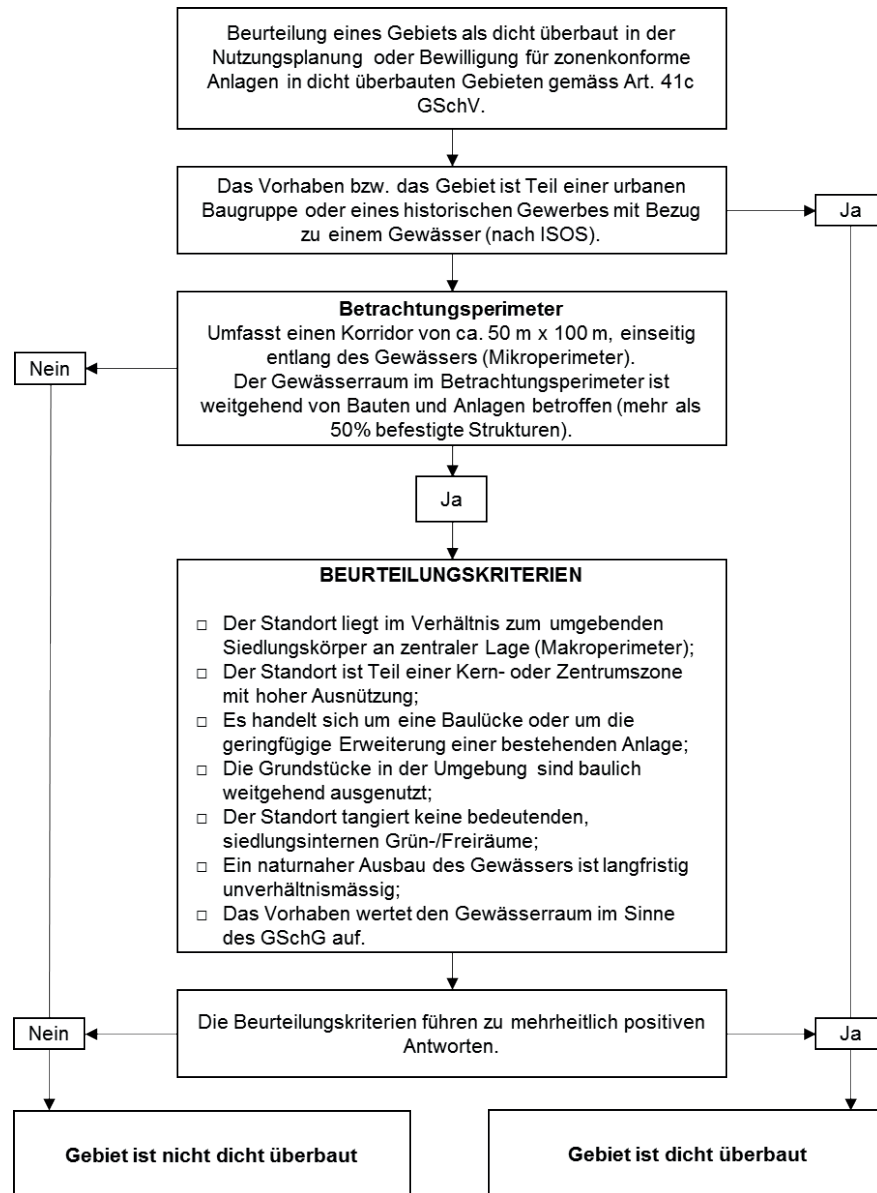 Beurteilung eines Gebiets als dicht überbaut in der
Nutzungsplanung oder Bewilligung für zonenkonforme
Anlagen in dicht überbauten Gebieten gemäss Art. 41c
GSchV.
Das Vorhaben bzw. das Gebiet ist Teil einer urbanen
Baugruppe oder eines historischen Gewerbes mit Bezug
zu einem Gewässer (nach ISOS).
Ja
Betrachtungsperimeter
Umfasst einen Korridor von ca. 50 m x 100 m, einseitig
entlang des Gewässers (Mikroperimeter).
Der Gewässerraum im Betrachtungsperimeter ist
weitgehend von Bauten und Anlagen betroffen (mehr als
50% befestigte Strukturen).
Nein
Ja
BEURTEILUNGSKRITERIEN
□ Der Standort liegt im Verhältnis zum umgebenden
Siedlungskörper an zentraler Lage (Makroperimeter);
□ Der Standort ist Teil einer Kern- oder Zentrumszone
mit hoher Ausnützung;
□ Es handelt sich um eine Baulücke oder um die
geringfügige Erweiterung einer bestehenden Anlage;
□ Die Grundstücke in der Umgebung sind baulich
weitgehend ausgenutzt;
□ Der Standort tangiert keine bedeutenden,
siedlungsinternen Grün-/Freiräume;
□ Ein naturnaher Ausbau des Gewässers ist langfristig
unverhältnismässig;
□ Das Vorhaben wertet den Gewässerraum im Sinne
des GSchG auf.
Nein
Die Beurteilungskriterien führen zu mehrheitlich positiven
Antworten.
Ja
Gebiet ist nicht dicht überbaut
Gebiet ist dicht überbaut